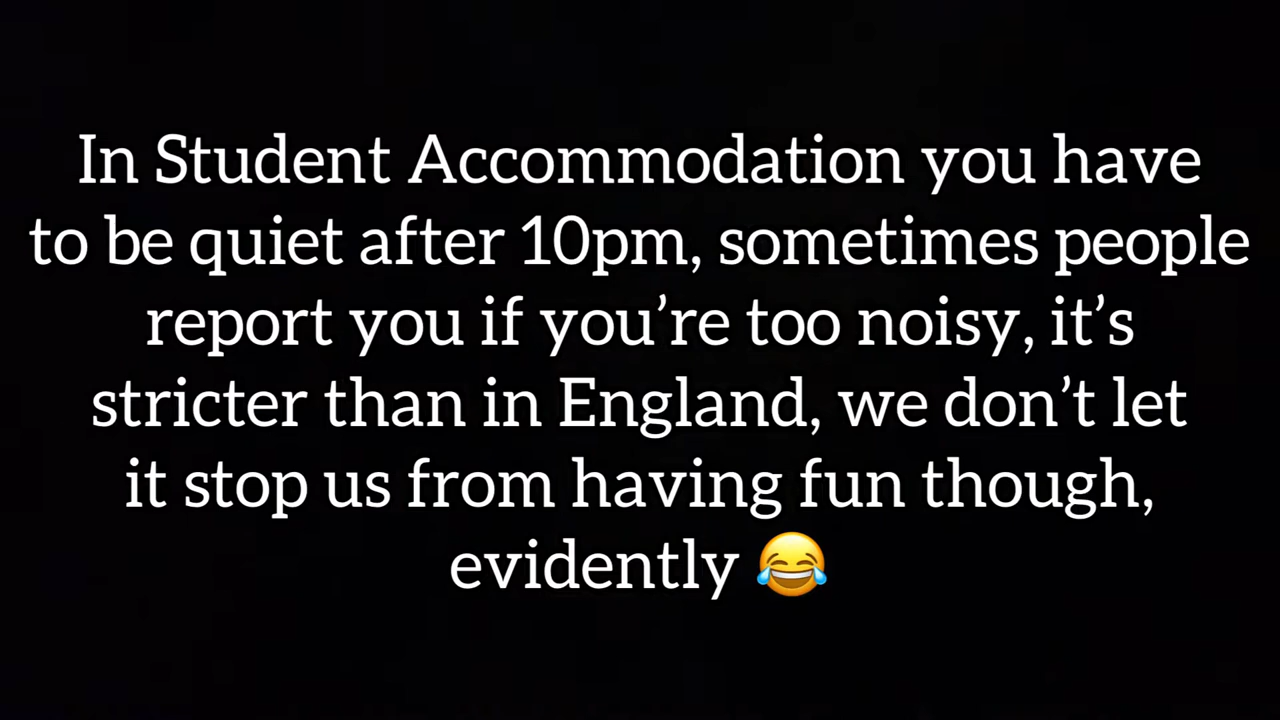 In Student Accommodation you have
to be quiet after 10pm, sometimes people
report you if you’re too noisy, it’s
stricter than in England, we don’t let
it stop us from having fun though,
evidently 😂